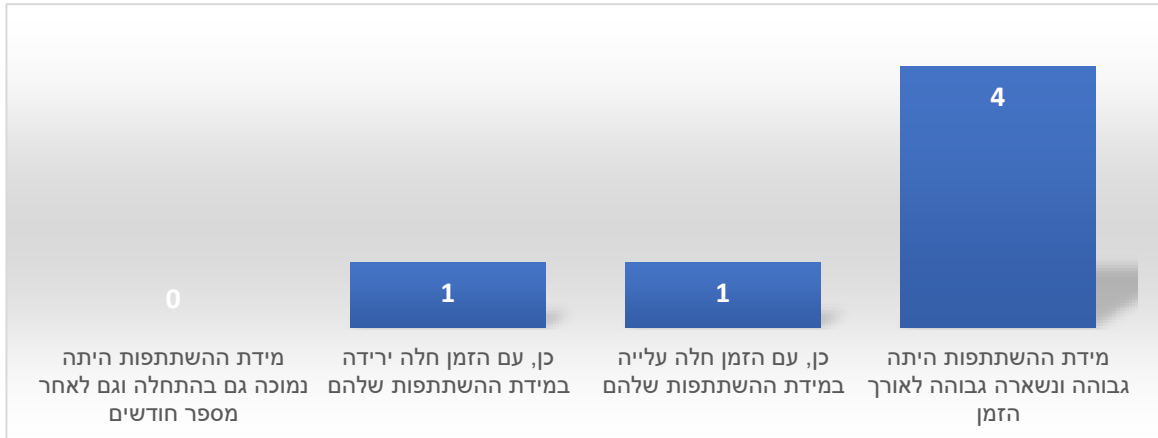 4
1
1
0
מידת ההשתתפות היתה
גבוהה ונשארה גבוהה לאורך
הזמן
כן, עם הזמן חלה עלייה
במידת ההשתתפות שלהם
כן, עם הזמן חלה ירידה
במידת ההשתתפות שלהם
מידת ההשתתפות היתה
נמוכה גם בהתחלה וגם לאחר
מספר חודשים